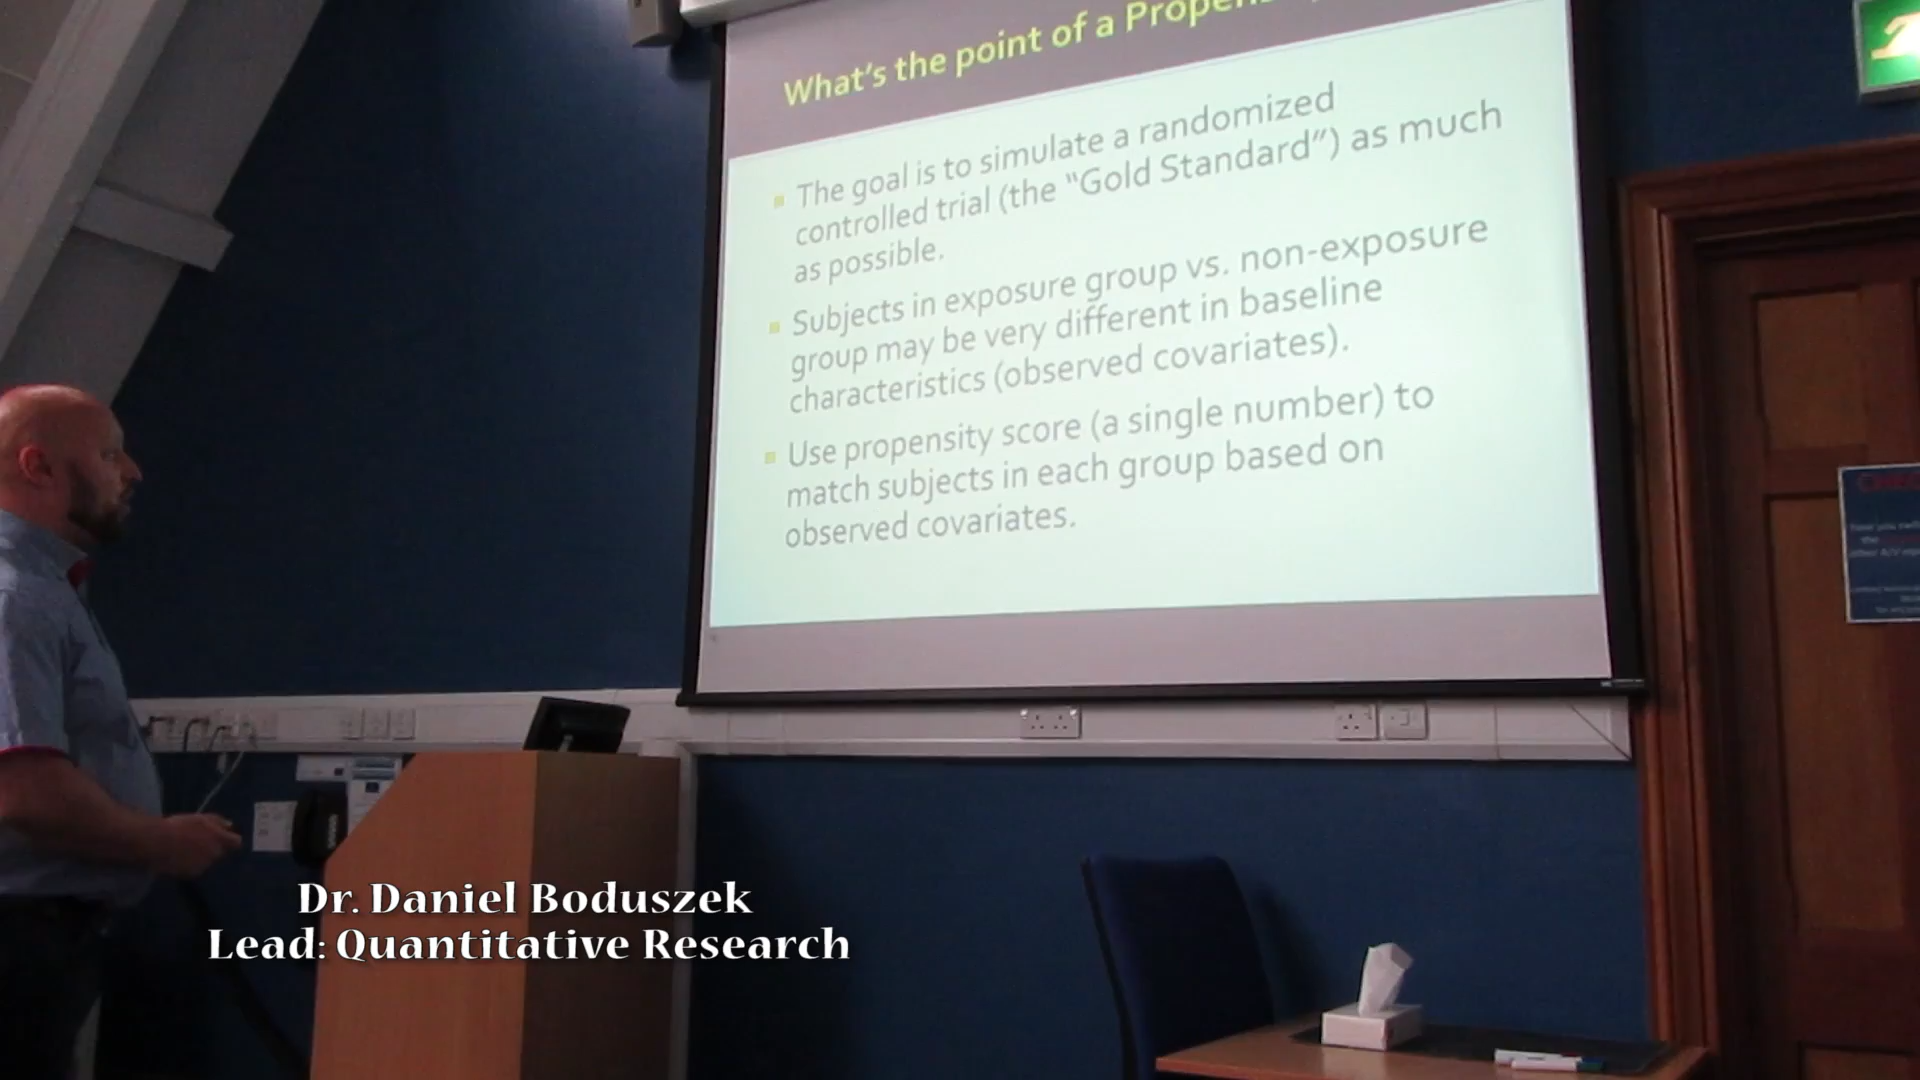 What's the point of a
The goal is to simulate a randomized
controlled trial (the “Gold Standard”) as much
as possible.
Subjects in exposure group vs. non-exposure
group may be very different in baseline
characteristics (observed covariates).
Use propensity score (a single number) to
match subjects in each group based on
observed covariates.
Dr. Daniel Boduszek
Lead: Quantitative Research